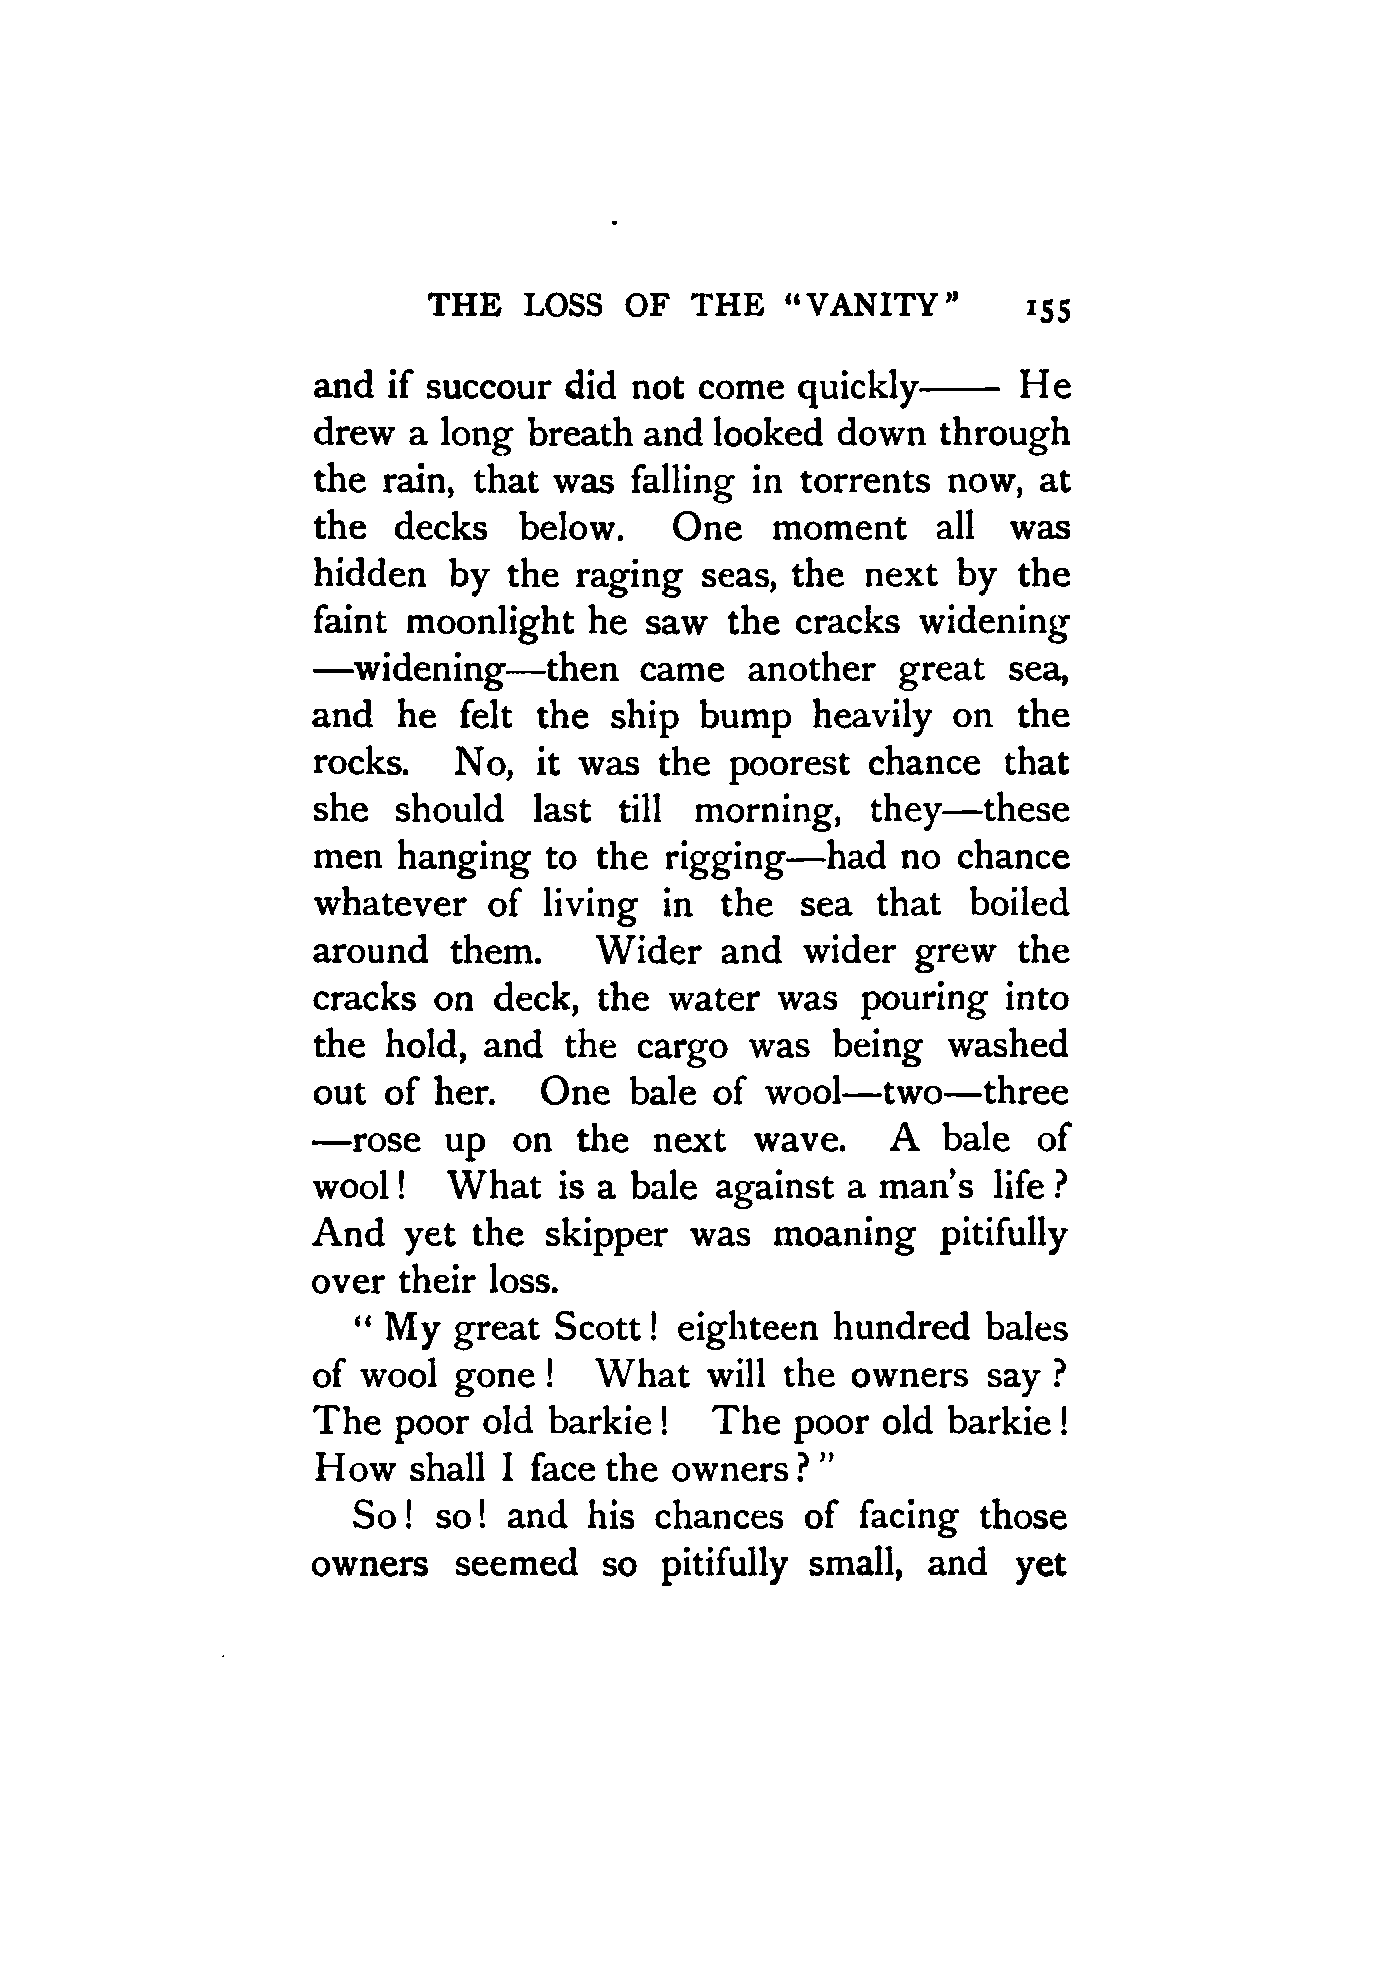 THE LOSS OF THE "VANITY" 155
and if succour did not come quickly—— He
drew a long breath and looked down through
the rain, that was falling in torrents now, at
the decks below. One moment all was
hidden by the raging seas, the next by the
faint moonlight he saw the cracks widening
—widening—then came another great sea,
and he felt the ship bump heavily on the
rocks. No, it was the poorest chance that
she should last till morning, they—these
men hanging to the rigging—had no chance
whatever of living in the sea that boiled
around them. Wider and wider grew the
cracks on deck, the water was pouring into
the hold, and the cargo was being washed
out of her. One bale of wool—two—three
—rose up on the next wave. A bale of
wool! What is a bale against a man's life?
And yet the skipper was moaning pitifully
over their loss.
"My great Scott! eighteen hundred bales
of wool gone! What will the owners say?
The poor old barkie! The poor old barkie!
How shall I face the owners?"
So! so! and his chances of facing those
owners seemed so pitifully small, and yet